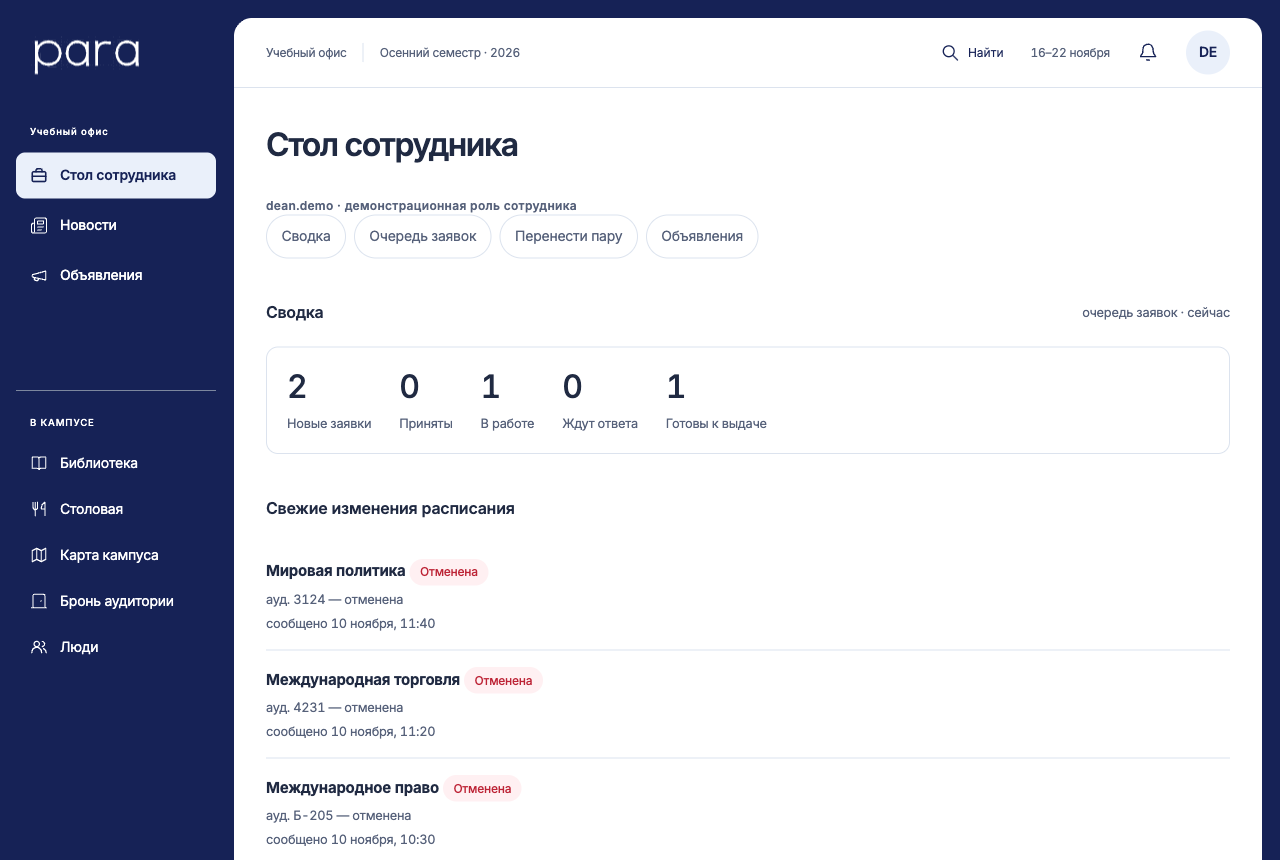 para
Учебный офис
Стол сотрудника
Новости
Объявления
В КАМПУСЕ
Библиотека
Столовая
Карта кампуса
Бронь аудитории
Люди
Учебный офис
Осенний семестр · 2026
Найти
16–22 ноября
DE
Стол сотрудника
dean.demo · демонстрационная роль сотрудника
Сводка
Очередь заявок
Перенести пару
Объявления
Сводка
очередь заявок · сейчас
2
Новые заявки
0
Приняты
1
В работе
0
Ждут ответа
1
Готовы к выдаче
Свежие изменения расписания
Мировая политика Отменена
ауд. 3124 — отменена
сообщено 10 ноября, 11:40
Международная торговля Отменена
ауд. 4231 — отменена
сообщено 10 ноября, 11:20
Международное право Отменена
ауд. Б-205 — отменена
сообщено 10 ноября, 10:30